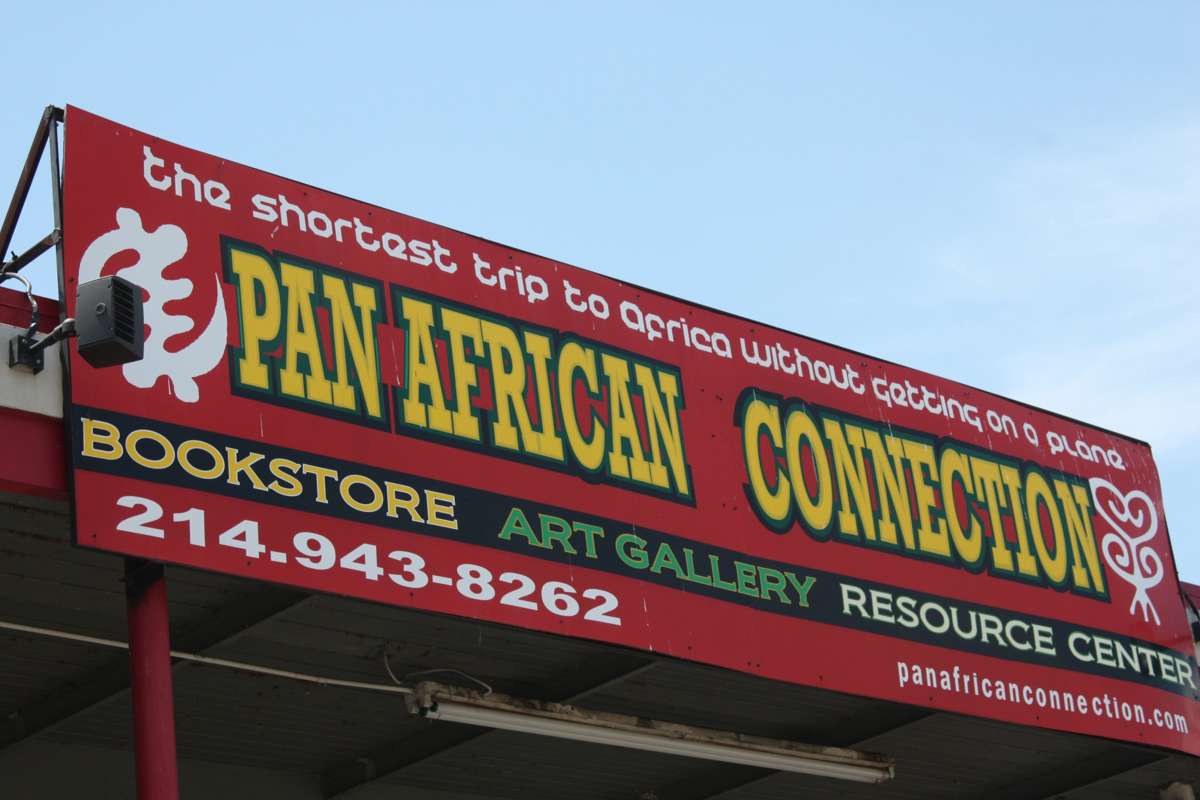 the shortest trip to africa without getting on a plane
PAN AFRICAN CONNECTION
BOOKSTORE ART GALLERY RESOURCE CENTER
214.943-8262
panafricanconnection.com